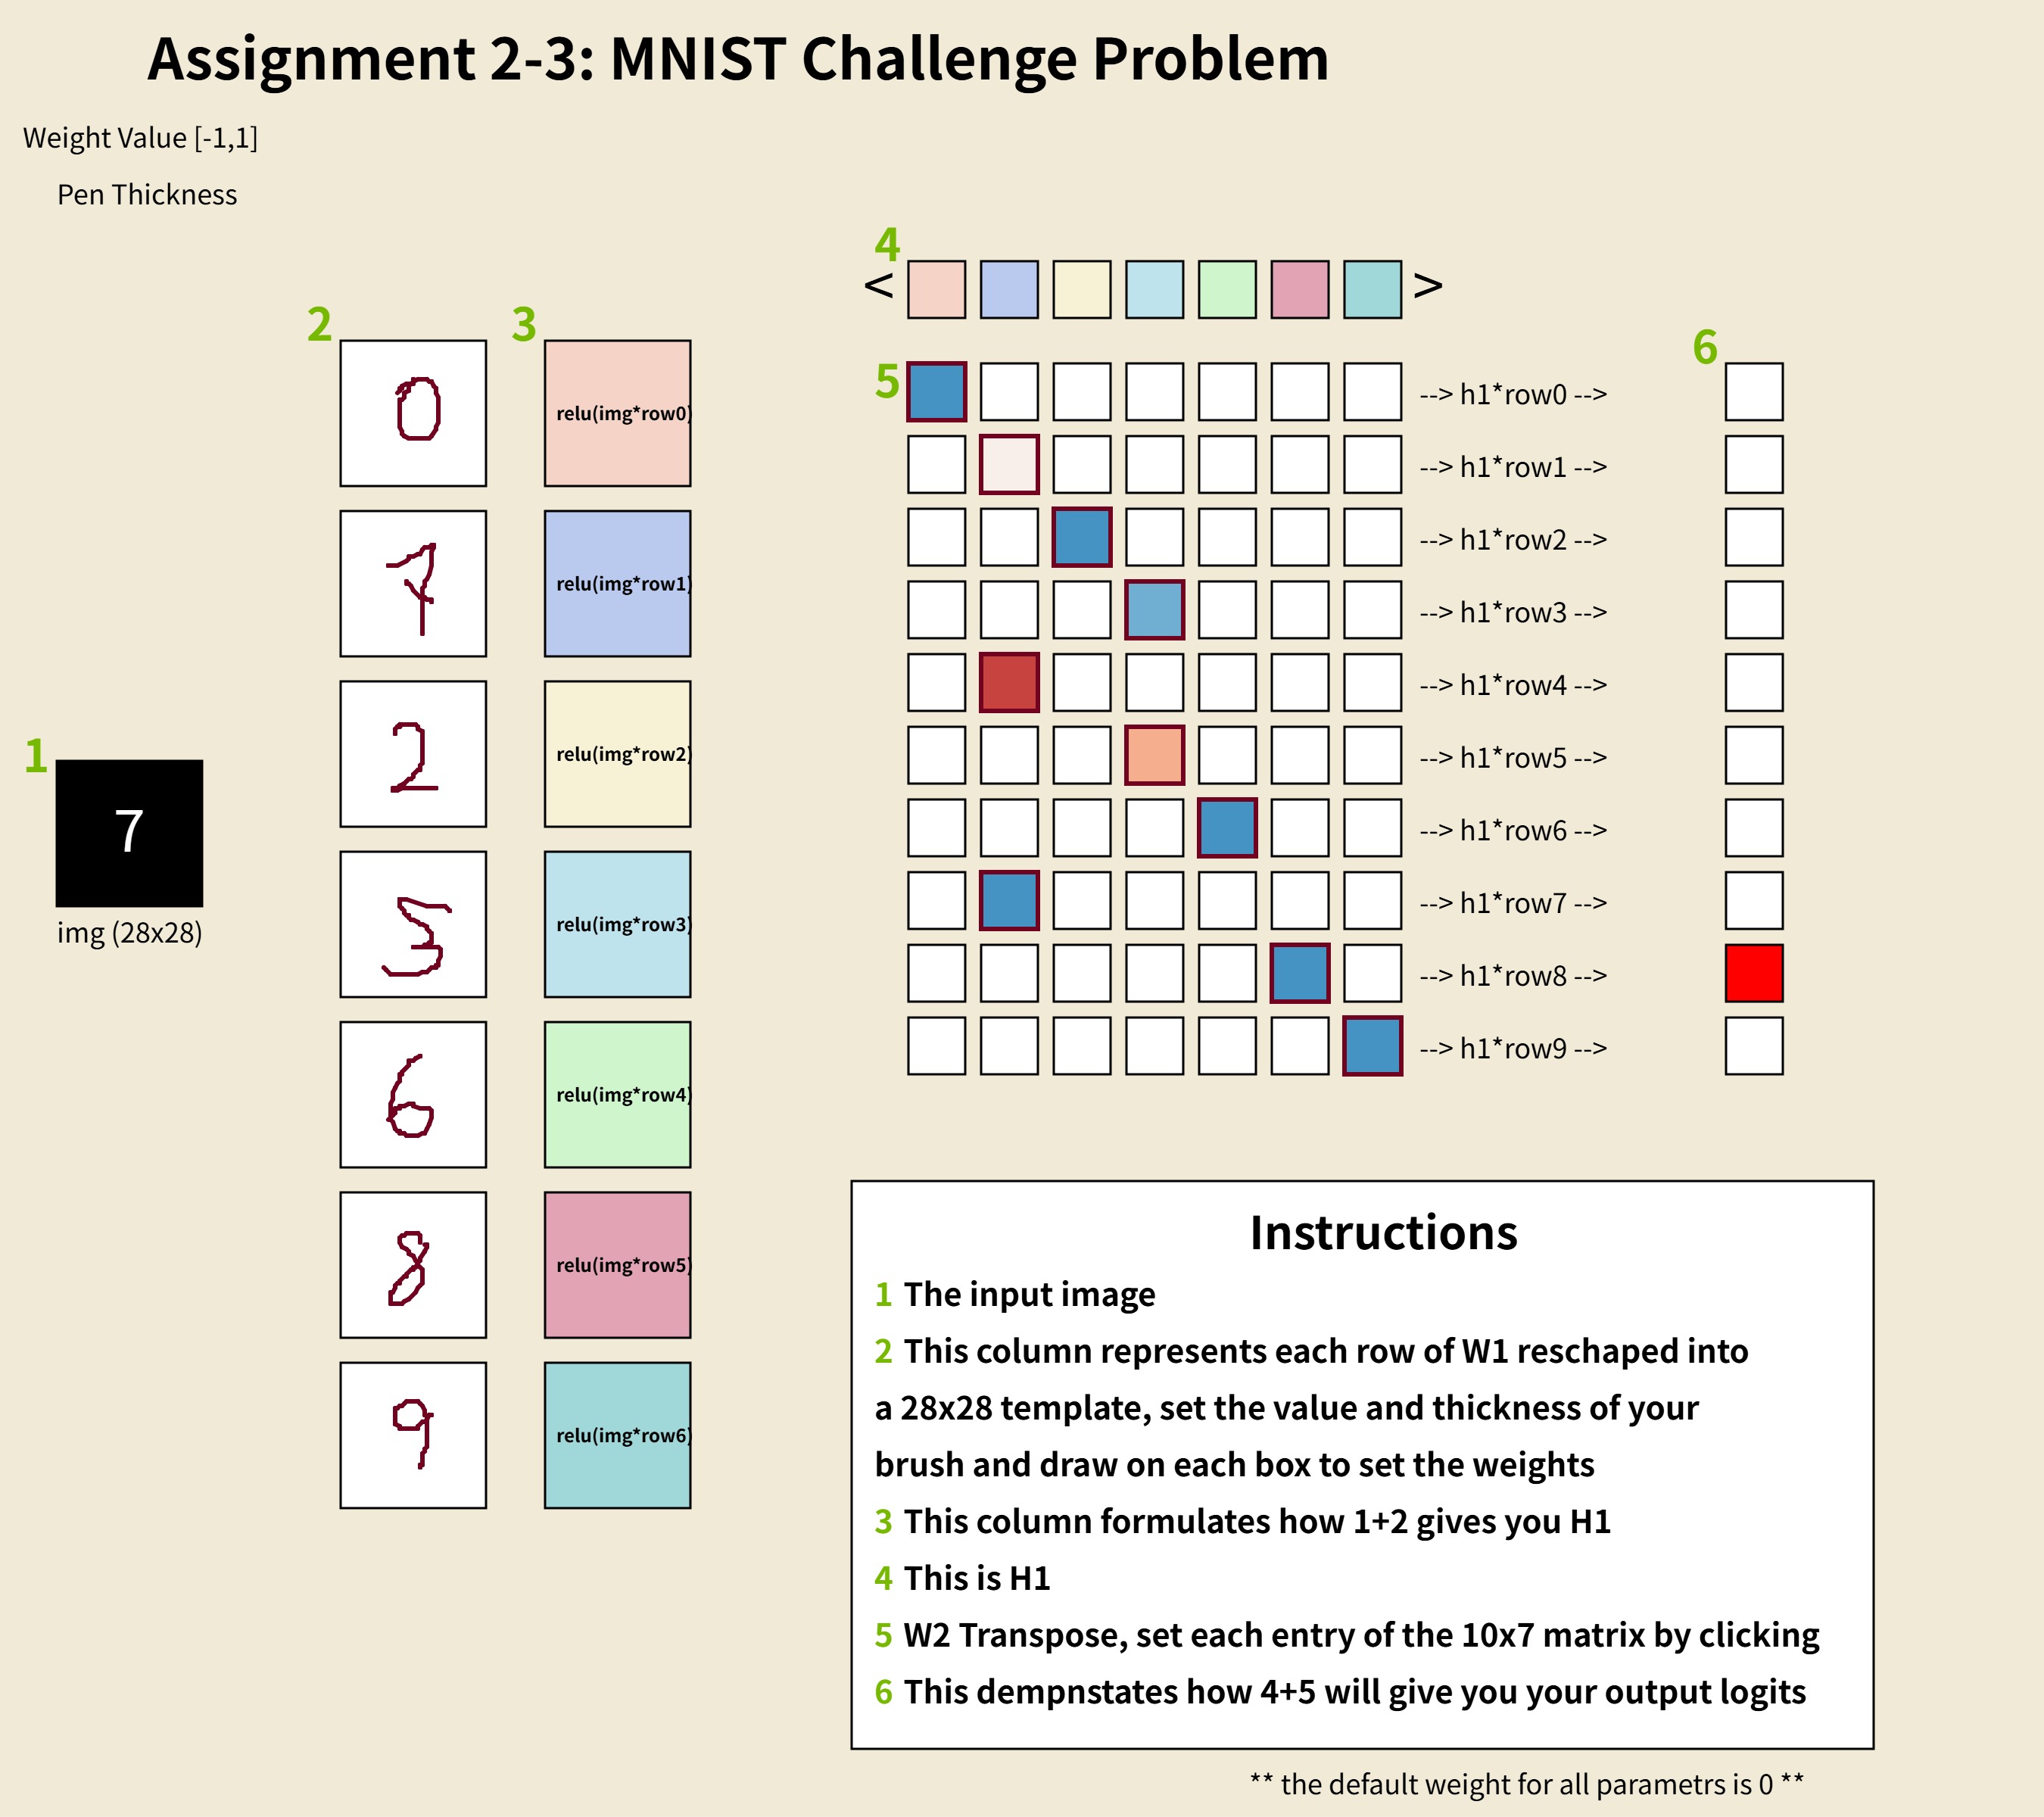 Assignment 2-3: MNIST Challenge Problem
Weight Value [-1,1]
Pen Thickness
1
7
img (28x28)
2
0
2
3
6
8
9
3
relu(img*row0)
relu(img*row1)
relu(img*row2)
relu(img*row3)
relu(img*row4)
relu(img*row5)
relu(img*row6)
4
< >
5
--> h1*row0 -->
--> h1*row1 -->
--> h1*row2 -->
--> h1*row3 -->
--> h1*row4 -->
--> h1*row5 -->
--> h1*row6 -->
--> h1*row7 -->
--> h1*row8 -->
--> h1*row9 -->
6
Instructions
1 The input image
2 This column represents each row of W1 reschaped into
a 28x28 template, set the value and thickness of your
brush and draw on each box to set the weights
3 This column formulates how 1+2 gives you H1
4 This is H1
5 W2 Transpose, set each entry of the 10x7 matrix by clicking
6 This dempnstates how 4+5 will give you your output logits
** the default weight for all parametrs is 0 **